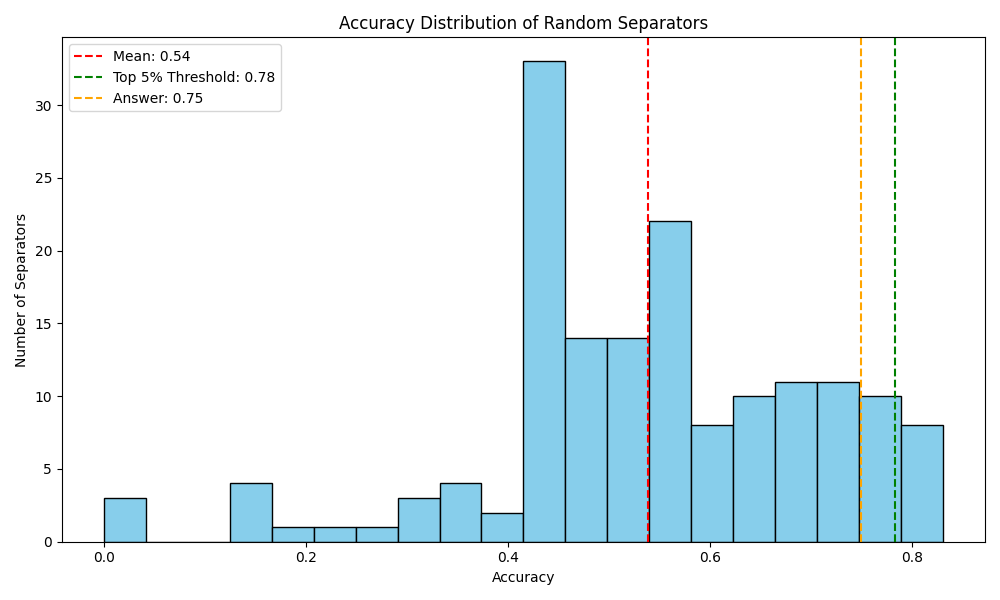 Accuracy Distribution of Random Separators
Mean: 0.54
Top 5% Threshold: 0.78
Answer: 0.75
Number of Separators
30
25
20
15
10
5
0
0.0 0.2 0.4 0.6 0.8
Accuracy